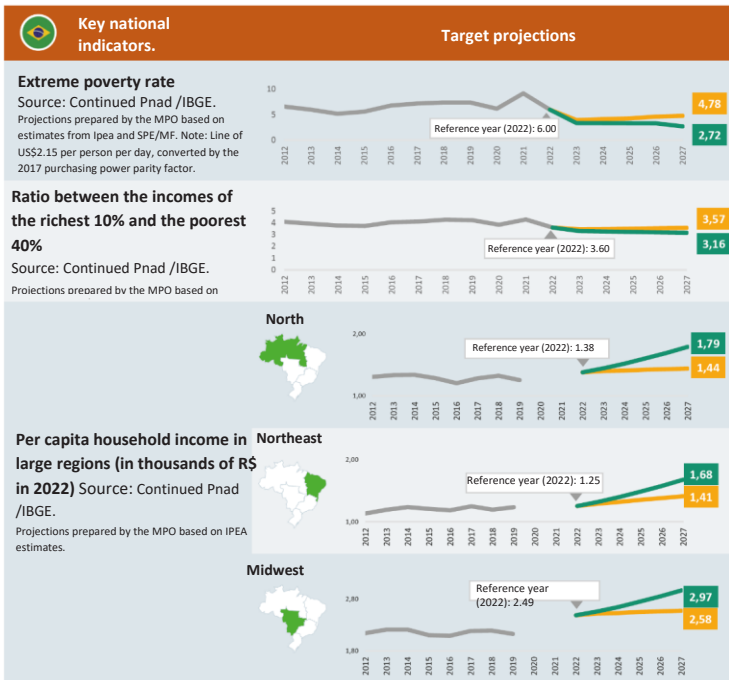 Key national
indicators.
Target projections
Extreme poverty rate
Source: Continued Pnad /IBGE.
Projections prepared by the MPO based on
estimates from Ipea and SPE/MF. Note: Line of
US$2.15 per person per day, converted by the
2017 purchasing power parity factor.
10
5
0
Reference year (2022): 6.00
4,78
2,72
2012 2013 2014 2015 2016 2017 2018 2019 2020 2021 2022 2023 2024 2025 2026 2027
Ratio between the incomes of
the richest 10% and the poorest
40%
Source: Continued Pnad /IBGE.
Projections prepared by the MPO based on
5
4
3
2
1
0
Reference year (2022): 3.60
3,57
3,16
2012 2013 2014 2015 2016 2017 2018 2019 2020 2021 2022 2023 2024 2025 2026 2027
Per capita household income in
large regions (in thousands of R$
in 2022) Source: Continued Pnad
/IBGE.
Projections prepared by the MPO based on IPEA
estimates.
North
2,00
1,00
Reference year (2022): 1.38
1,79
1,44
2012 2013 2014 2015 2016 2017 2018 2019 2020 2021 2022 2023 2024 2025 2026 2027
Northeast
2,00
1,00
Reference year (2022): 1.25
1,68
1,41
2012 2013 2014 2015 2016 2017 2018 2019 2020 2021 2022 2023 2024 2025 2026 2027
Midwest
2,80
1,80
Reference year
(2022): 2.49
2,97
2,58
2012 2013 2014 2015 2016 2017 2018 2019 2020 2021 2022 2023 2024 2025 2026 2027